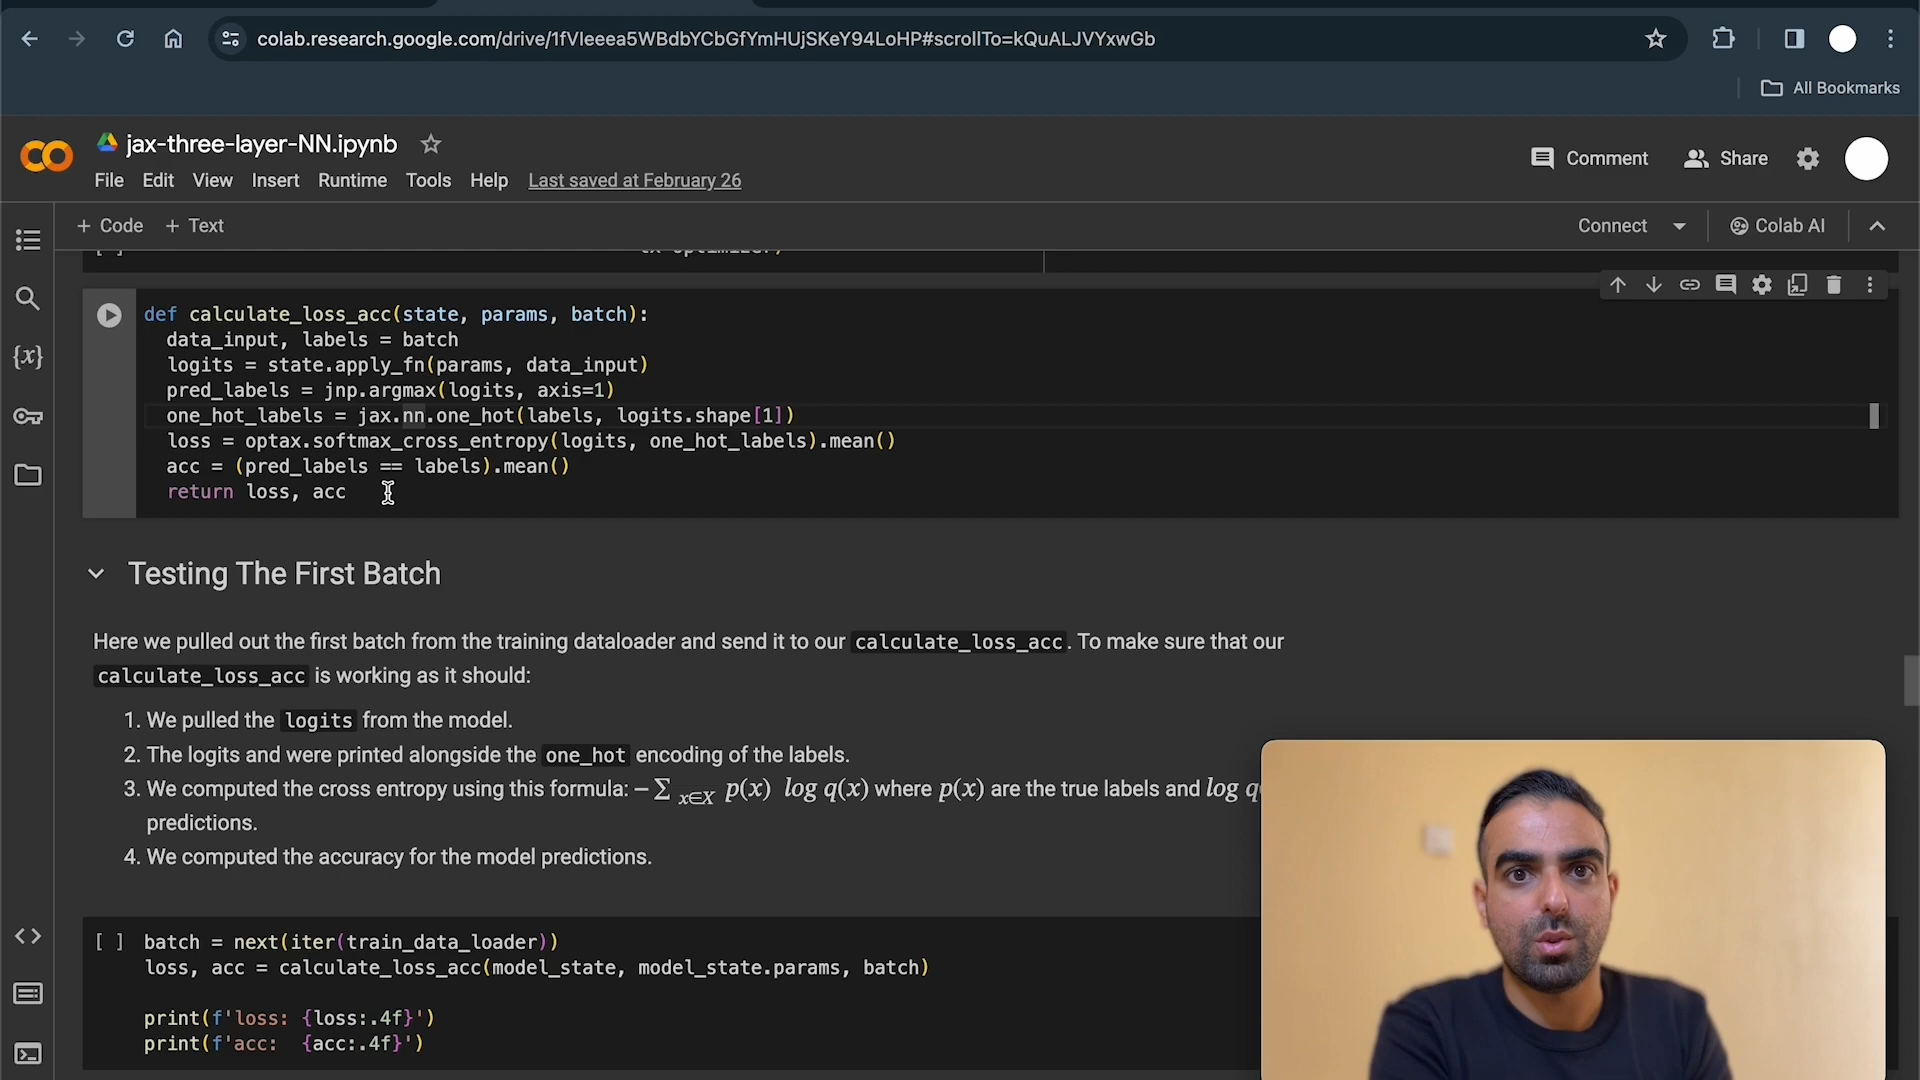 colab.research.google.com/drive/1fVIeeea5WBdbYCbGfYmHUjSKeY94LoHP#scrollTo=kQuALJVYxwGb
All Bookmarks
jax-three-layer-NN.ipynb
Comment
Share
File Edit View Insert Runtime Tools Help Last saved at February 26
+ Code + Text
Connect
Colab AI
[ ] tx=optimizer)
def calculate_loss_acc(state, params, batch):
data_input, labels = batch
logits = state.apply_fn(params, data_input)
pred_labels = jnp.argmax(logits, axis=1)
one_hot_labels = jax.nn.one_hot(labels, logits.shape[1])
loss = optax.softmax_cross_entropy(logits, one_hot_labels).mean()
acc = (pred_labels == labels).mean()
return loss, acc
Testing The First Batch
Here we pulled out the first batch from the training dataloader and send it to our calculate_loss_acc. To make sure that our
calculate_loss_acc is working as it should:
1. We pulled the logits from the model.
2. The logits and were printed alongside the one_hot encoding of the labels.
3. We computed the cross entropy using this formula: −∑ x∈X p(x) log q(x) where p(x) are the true labels and log q
predictions.
4. We computed the accuracy for the model predictions.
[ ] batch = next(iter(train_data_loader))
loss, acc = calculate_loss_acc(model_state, model_state.params, batch)
print(f'loss: {loss:.4f}')
print(f'acc: {acc:.4f}')